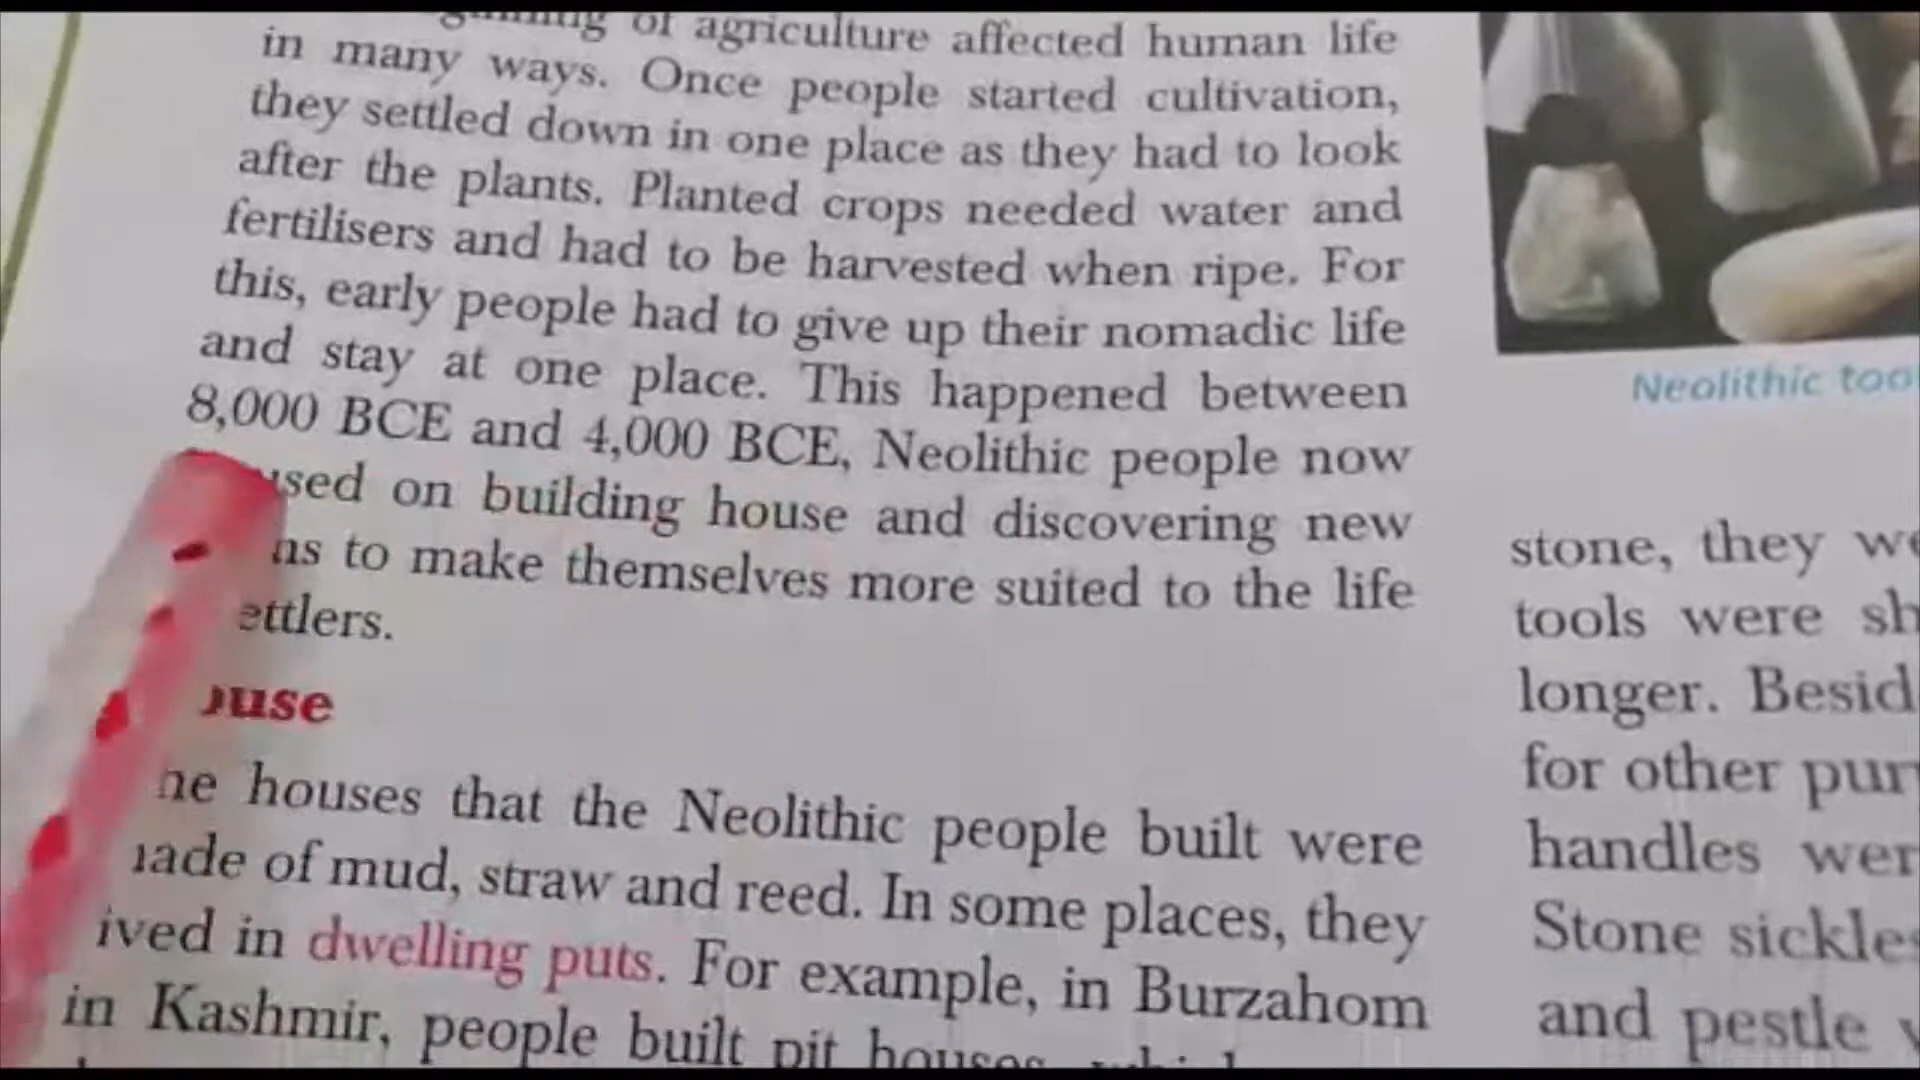 of agriculture affected human life
in many ways. Once people started cultivation,
they settled down in one place as they had to look
after the plants. Planted crops needed water and
fertilisers and had to be harvested when ripe. For
this, early people had to give up their nomadic life
and stay at one place. This happened between
8,000 BCE and 4,000 BCE, Neolithic people now
used on building house and discovering new
ns to make themselves more suited to the life
ettlers.
ouse
he houses that the Neolithic people built were
ade of mud, straw and reed. In some places, they
ived in dwelling puts. For example, in Burzahom
in Kashmir, people built pit houses
Neolithic too
stone, they we
tools were sh
longer. Besid
for other pur
handles wer
Stone sickles
and pestle